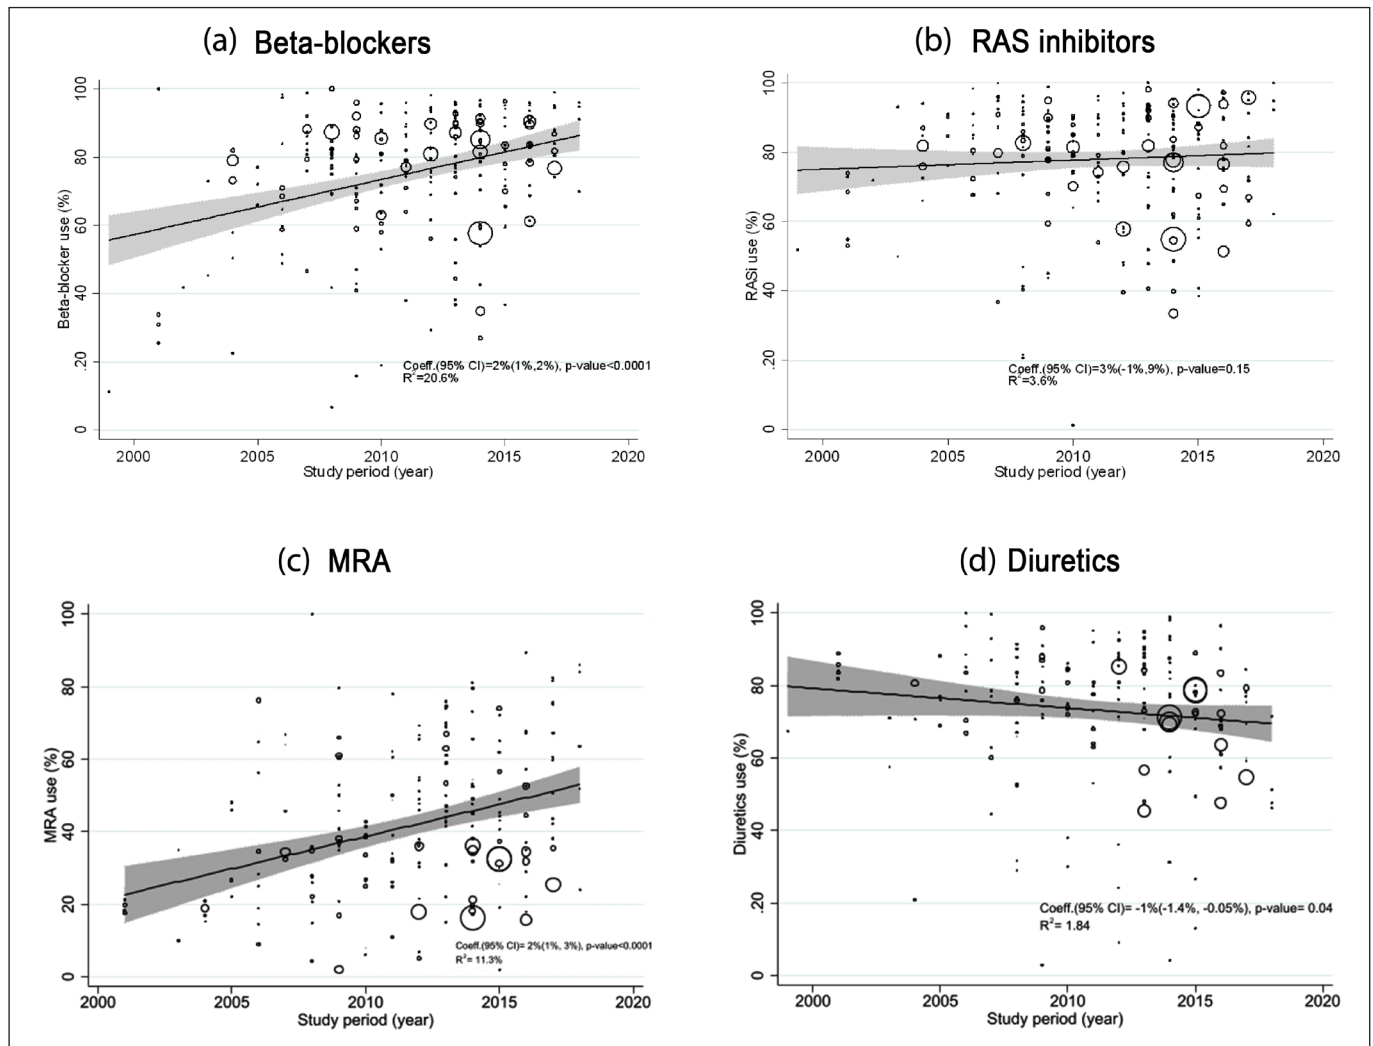 (a) Beta-blockers
100
80
60
40
20
0
Beta-blocker use (%)
Coeff.(95% CI)=2%(1%,2%), p-value<0.0001
R²=20.6%
2000 2005 2010 2015 2020
Study period (year)
(b) RAS inhibitors
100
80
60
40
20
0
RASi use (%)
Coeff.(95% CI)=3%(-1%,9%), p-value=0.15
R²=3.6%
2000 2005 2010 2015 2020
Study period (year)
(c) MRA
100
80
60
40
20
0
MRA use (%)
Coeff.(95% CI)= 2%(1%, 3%), p-value<0.0001
R²= 11.3%
2000 2005 2010 2015 2020
Study period (year)
(d) Diuretics
100
80
60
40
20
0
Diuretics use (%)
Coeff.(95% CI)= -1%(-1.4%, -0.05%), p-value= 0.04
R²= 1.84
2000 2005 2010 2015 2020
Study period (year)